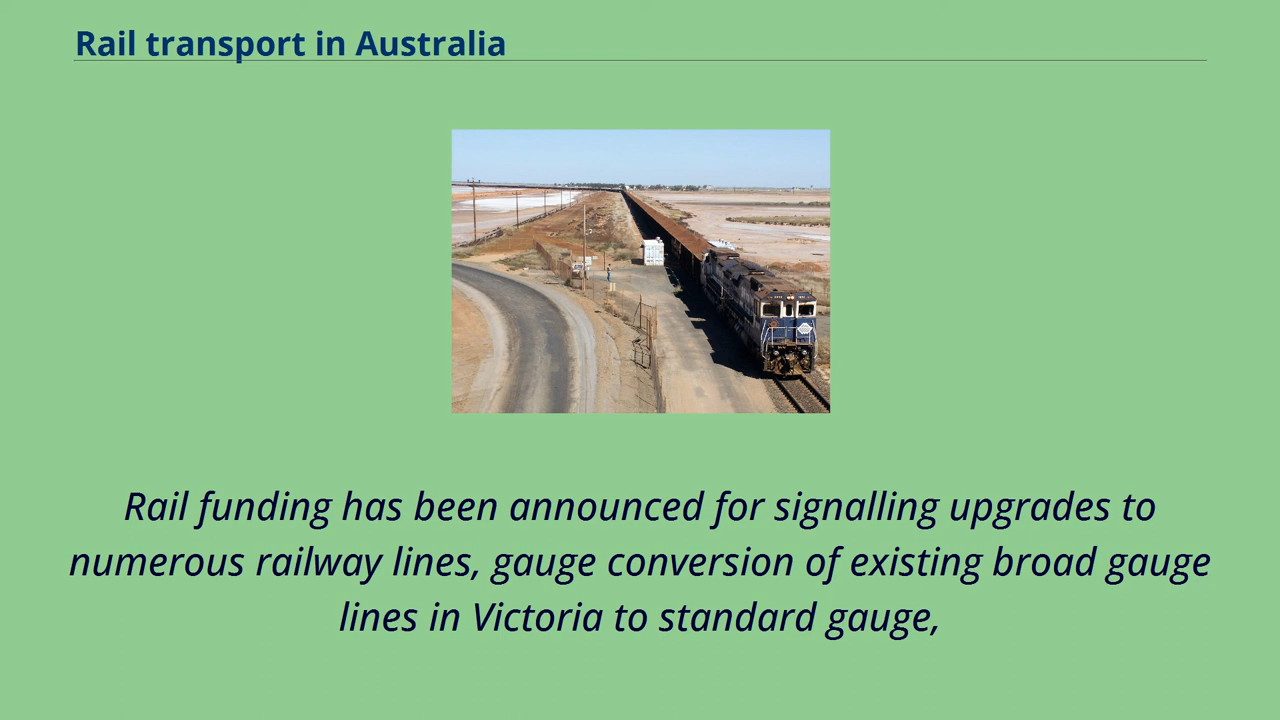 Rail transport in Australia
Rail funding has been announced for signalling upgrades to
numerous railway lines, gauge conversion of existing broad gauge
lines in Victoria to standard gauge,